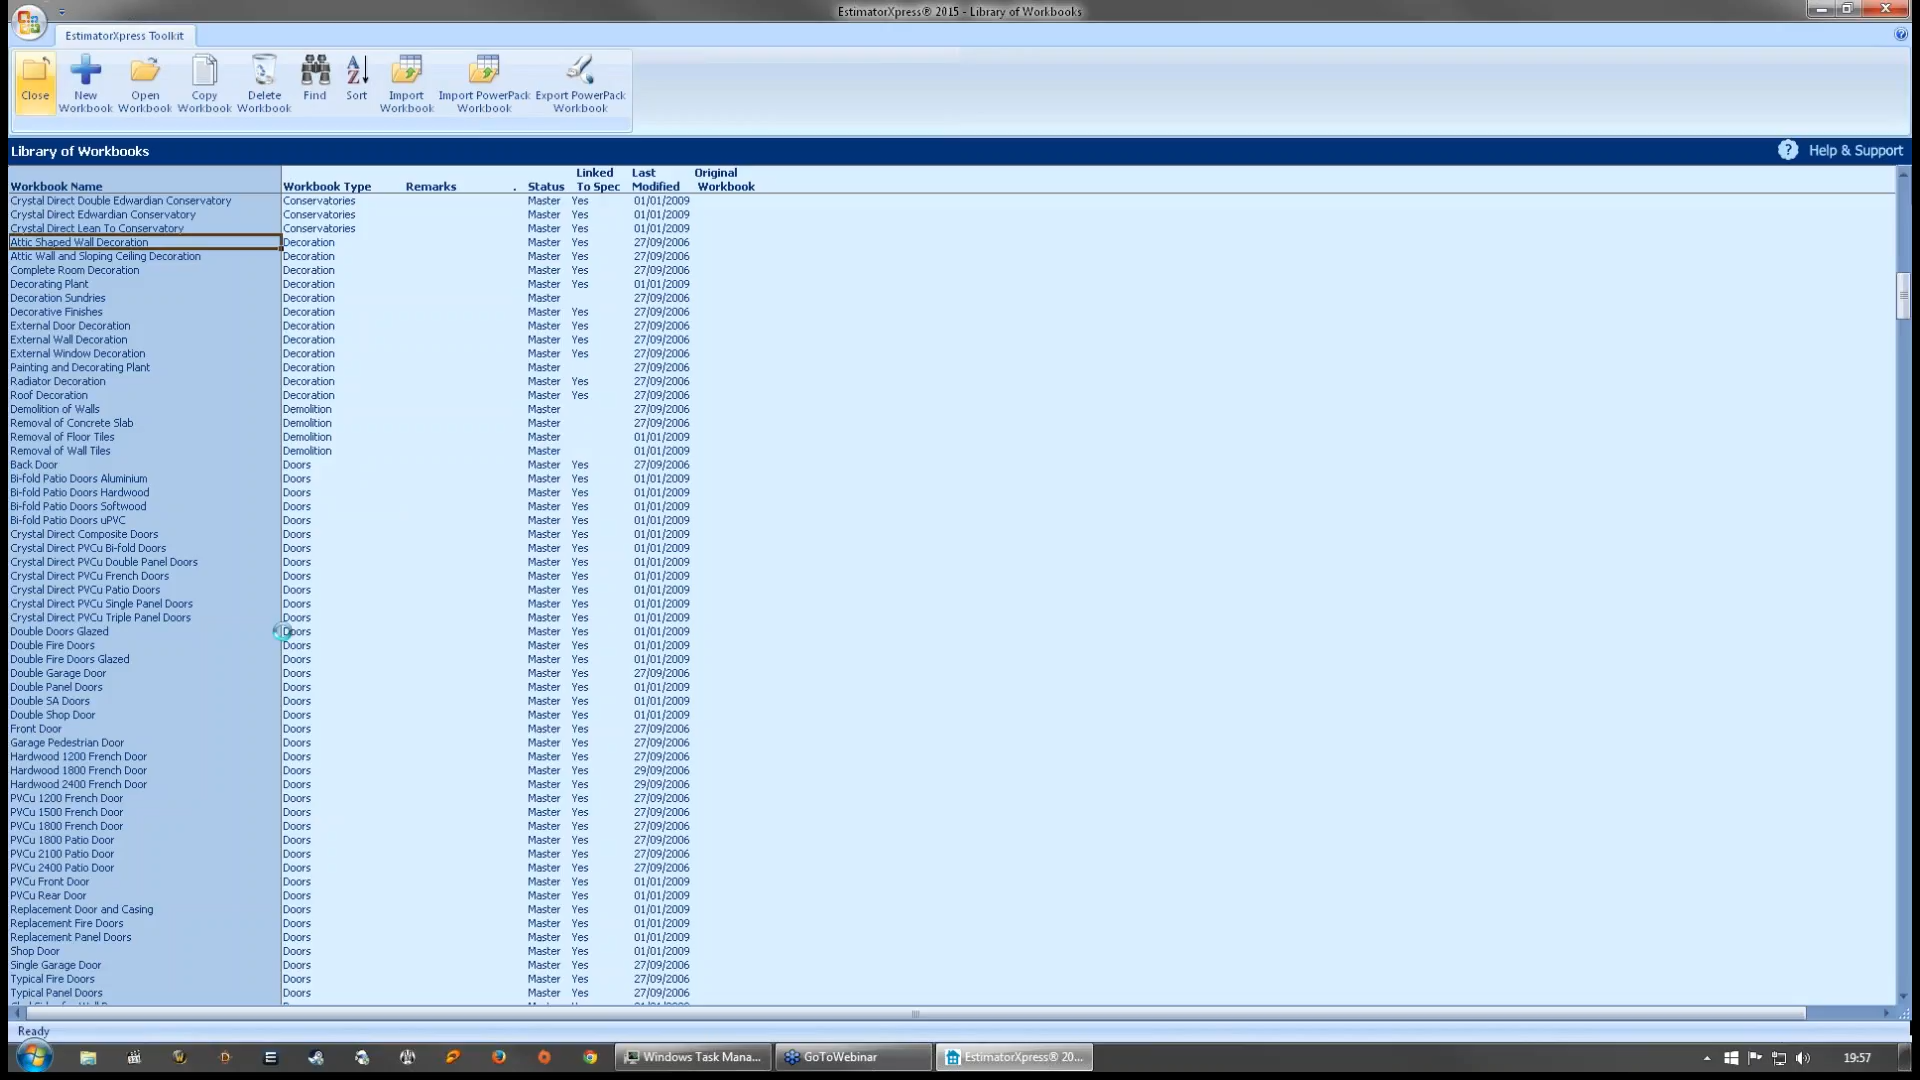 EstimatorXpress® 2015 - Library of Workbooks
EstimatorXpress Toolkit
Close
New Workbook
Open Workbook
Copy Workbook
Delete Workbook
Find
Sort
Import Workbook
Import PowerPack Workbook
Export PowerPack Workbook
Library of Workbooks
Help & Support
Workbook Name Workbook Type Remarks . Status Linked To Spec Last Modified Original Workbook
Crystal Direct Double Edwardian Conservatory Conservatories Master Yes 01/01/2009
Crystal Direct Edwardian Conservatory Conservatories Master Yes 01/01/2009
Crystal Direct Lean To Conservatory Conservatories Master Yes 01/01/2009
Attic Shaped Wall Decoration Decoration Master Yes 27/09/2006
Attic Wall and Sloping Ceiling Decoration Decoration Master Yes 27/09/2006
Complete Room Decoration Decoration Master Yes 27/09/2006
Decorating Plant Decoration Master Yes 01/01/2009
Decoration Sundries Decoration Master 27/09/2006
Decorative Finishes Decoration Master Yes 27/09/2006
External Door Decoration Decoration Master Yes 27/09/2006
External Wall Decoration Decoration Master Yes 27/09/2006
External Window Decoration Decoration Master Yes 27/09/2006
Painting and Decorating Plant Decoration Master 27/09/2006
Radiator Decoration Decoration Master Yes 27/09/2006
Roof Decoration Decoration Master Yes 27/09/2006
Demolition of Walls Demolition Master 27/09/2006
Removal of Concrete Slab Demolition Master 27/09/2006
Removal of Floor Tiles Demolition Master 01/01/2009
Removal of Wall Tiles Demolition Master 01/01/2009
Back Door Doors Master Yes 27/09/2006
Bi-fold Patio Doors Aluminium Doors Master Yes 01/01/2009
Bi-fold Patio Doors Hardwood Doors Master Yes 01/01/2009
Bi-fold Patio Doors Softwood Doors Master Yes 01/01/2009
Bi-fold Patio Doors uPVC Doors Master Yes 01/01/2009
Crystal Direct Composite Doors Doors Master Yes 01/01/2009
Crystal Direct PVCu Bi-fold Doors Doors Master Yes 01/01/2009
Crystal Direct PVCu Double Panel Doors Doors Master Yes 01/01/2009
Crystal Direct PVCu French Doors Doors Master Yes 01/01/2009
Crystal Direct PVCu Patio Doors Doors Master Yes 01/01/2009
Crystal Direct PVCu Single Panel Doors Doors Master Yes 01/01/2009
Crystal Direct PVCu Triple Panel Doors Doors Master Yes 01/01/2009
Double Doors Glazed Doors Master Yes 01/01/2009
Double Fire Doors Doors Master Yes 01/01/2009
Double Fire Doors Glazed Doors Master Yes 01/01/2009
Double Garage Door Doors Master Yes 27/09/2006
Double Panel Doors Doors Master Yes 01/01/2009
Double SA Doors Doors Master Yes 01/01/2009
Double Shop Door Doors Master Yes 01/01/2009
Front Door Doors Master Yes 27/09/2006
Garage Pedestrian Door Doors Master Yes 27/09/2006
Hardwood 1200 French Door Doors Master Yes 27/09/2006
Hardwood 1800 French Door Doors Master Yes 29/09/2006
Hardwood 2400 French Door Doors Master Yes 29/09/2006
PVCu 1200 French Door Doors Master Yes 27/09/2006
PVCu 1500 French Door Doors Master Yes 27/09/2006
PVCu 1800 French Door Doors Master Yes 27/09/2006
PVCu 1800 Patio Door Doors Master Yes 27/09/2006
PVCu 2100 Patio Door Doors Master Yes 27/09/2006
PVCu 2400 Patio Door Doors Master Yes 27/09/2006
PVCu Front Door Doors Master Yes 01/01/2009
PVCu Rear Door Doors Master Yes 01/01/2009
Replacement Door and Casing Doors Master Yes 01/01/2009
Replacement Fire Doors Doors Master Yes 01/01/2009
Replacement Panel Doors Doors Master Yes 01/01/2009
Shop Door Doors Master Yes 01/01/2009
Single Garage Door Doors Master Yes 27/09/2006
Typical Fire Doors Doors Master Yes 27/09/2006
Typical Panel Doors Doors Master Yes 27/09/2006
Ready
Windows Task Mana...
GoToWebinar
EstimatorXpress® 20...
19:57